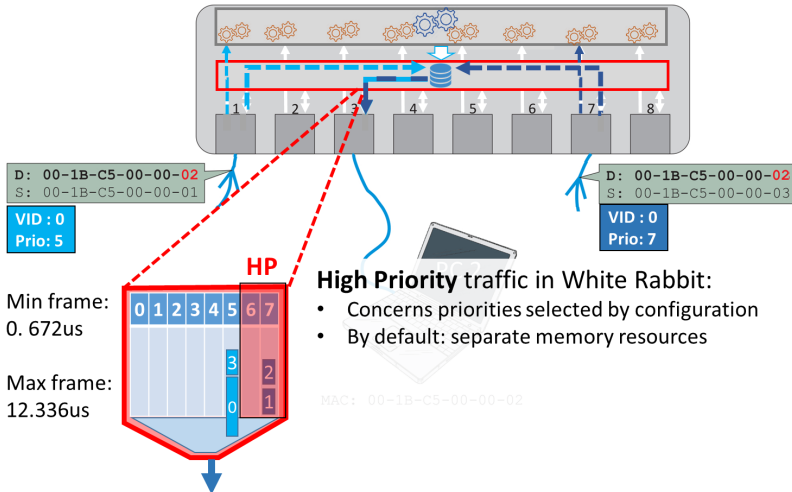 1 2 3 4 5 6 7 8
D: 00-1B-C5-00-00-02
S: 00-1B-C5-00-00-01
VID : 0
Prio: 5
D: 00-1B-C5-00-00-02
S: 00-1B-C5-00-00-03
VID: 0
Prio: 7
HP
Min frame:
0. 672us
Max frame:
12.336us
0 1 2 3 4 5 6 7
3
0
2
1
PC 2
High Priority traffic in White Rabbit:
• Concerns priorities selected by configuration
• By default: separate memory resources
MAC: 00-1B-C5-00-00-02